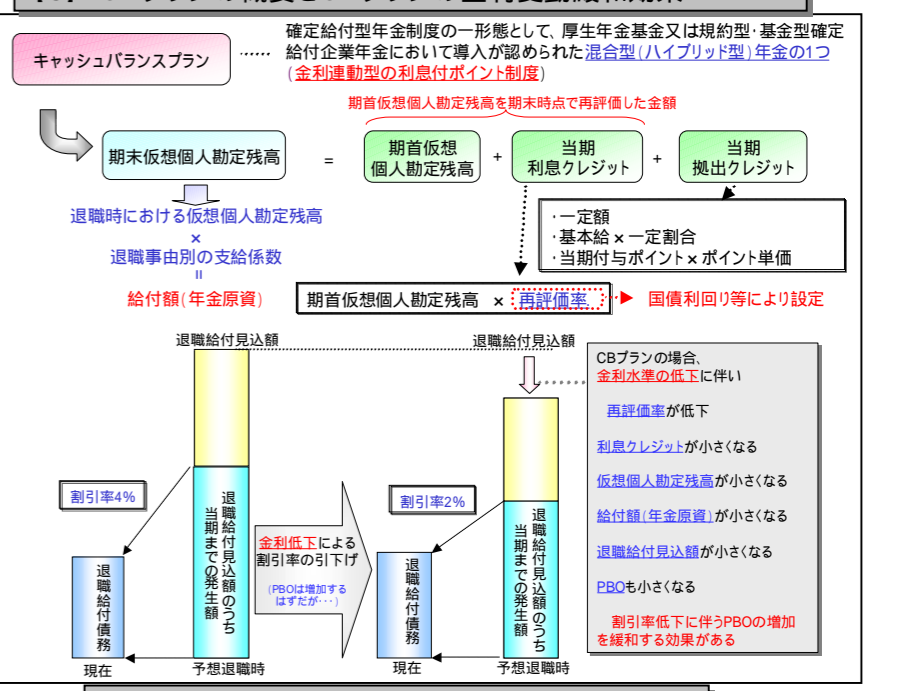 キャッシュバランスプラン
確定給付型年金制度の一形態として、厚生年金基金又は規約型・基金型確定
給付企業年金において導入が認められた混合型(ハイブリッド型)年金の1つ
(金利連動型の利息付ポイント制度)
期首仮想個人勘定残高を期末時点で再評価した金額
期末仮想個人勘定残高
=
期首仮想
個人勘定残高
+
当期
利息クレジット
+
当期
拠出クレジット
退職時における仮想個人勘定残高
×
退職事由別の支給係数
=
給付額(年金原資)
・一定額
・基本給×一定割合
・当期付与ポイント×ポイント単価
期首仮想個人勘定残高 × 再評価率
国債利回り等により設定
退職給付見込額
退職給付見込額
割引率4%
退職給付見込額のうち
当期までの発生額
退職給付債務
現在
予想退職時
金利低下による
割引率の引下げ
(PBOは増加する
はずだが・・・)
割引率2%
退職給付見込額のうち
当期までの発生額
退職給付債務
現在
予想退職時
CBプランの場合、
金利水準の低下に伴い
再評価率が低下
利息クレジットが小さくなる
仮想個人勘定残高が小さくなる
給付額(年金原資)が小さくなる
退職給付見込額が小さくなる
PBOも小さくなる
割引率低下に伴うPBOの増加
を緩和する効果がある